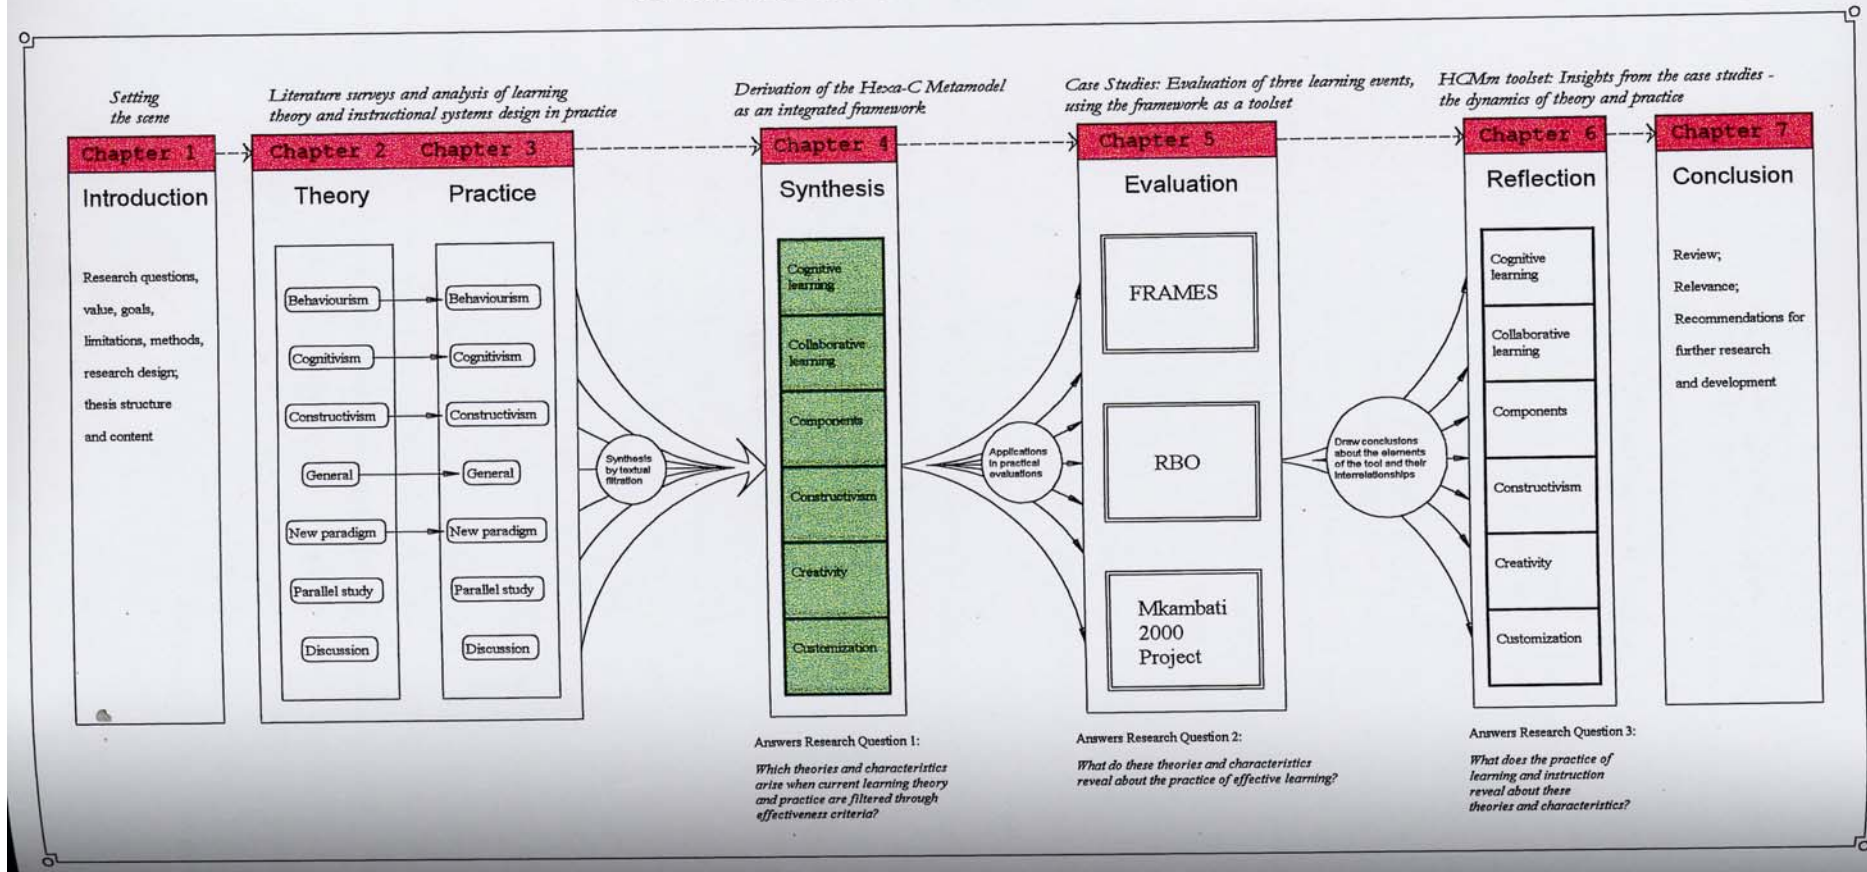 Setting
the scene
Literature surveys and analysis of learning
theory and instructional systems design in practice
Derivation of the Hexa-C Metamodel
as an integrated framework
Case Studies: Evaluation of three learning events,
using the framework as a toolset
HCMm toolset: Insights from the case studies -
the dynamics of theory and practice
Chapter 1
Introduction
Research questions,
value, goals,
limitations, methods,
research design;
thesis structure
and content
Chapter 2
Chapter 3
Theory
Practice
Behaviourism
Behaviourism
Cognitivism
Cognitivism
Constructivism
Constructivism
General
General
New paradigm
New paradigm
Parallel study
Parallel study
Discussion
Discussion
Synthesis
by textual
filtration
Chapter 4
Synthesis
Cognitive
learning
Collaborative
learning
Components
Constructivism
Creativity
Customization
Answers Research Question 1:
Which theories and characteristics
arise when current learning theory
and practice are filtered through
effectiveness criteria?
Applications
in practical
evaluations
Chapter 5
Evaluation
FRAMES
RBO
Mkambati
2000
Project
Answers Research Question 2:
What do these theories and characteristics
reveal about the practice of effective learning?
Draw conclusions
about the elements
of the tool and their
interrelationships
Chapter 6
Reflection
Cognitive
learning
Collaborative
learning
Components
Constructivism
Creativity
Customization
Answers Research Question 3:
What does the practice of
learning and instruction
reveal about these
theories and characteristics?
Chapter 7
Conclusion
Review;
Relevance;
Recommendations for
further research
and development